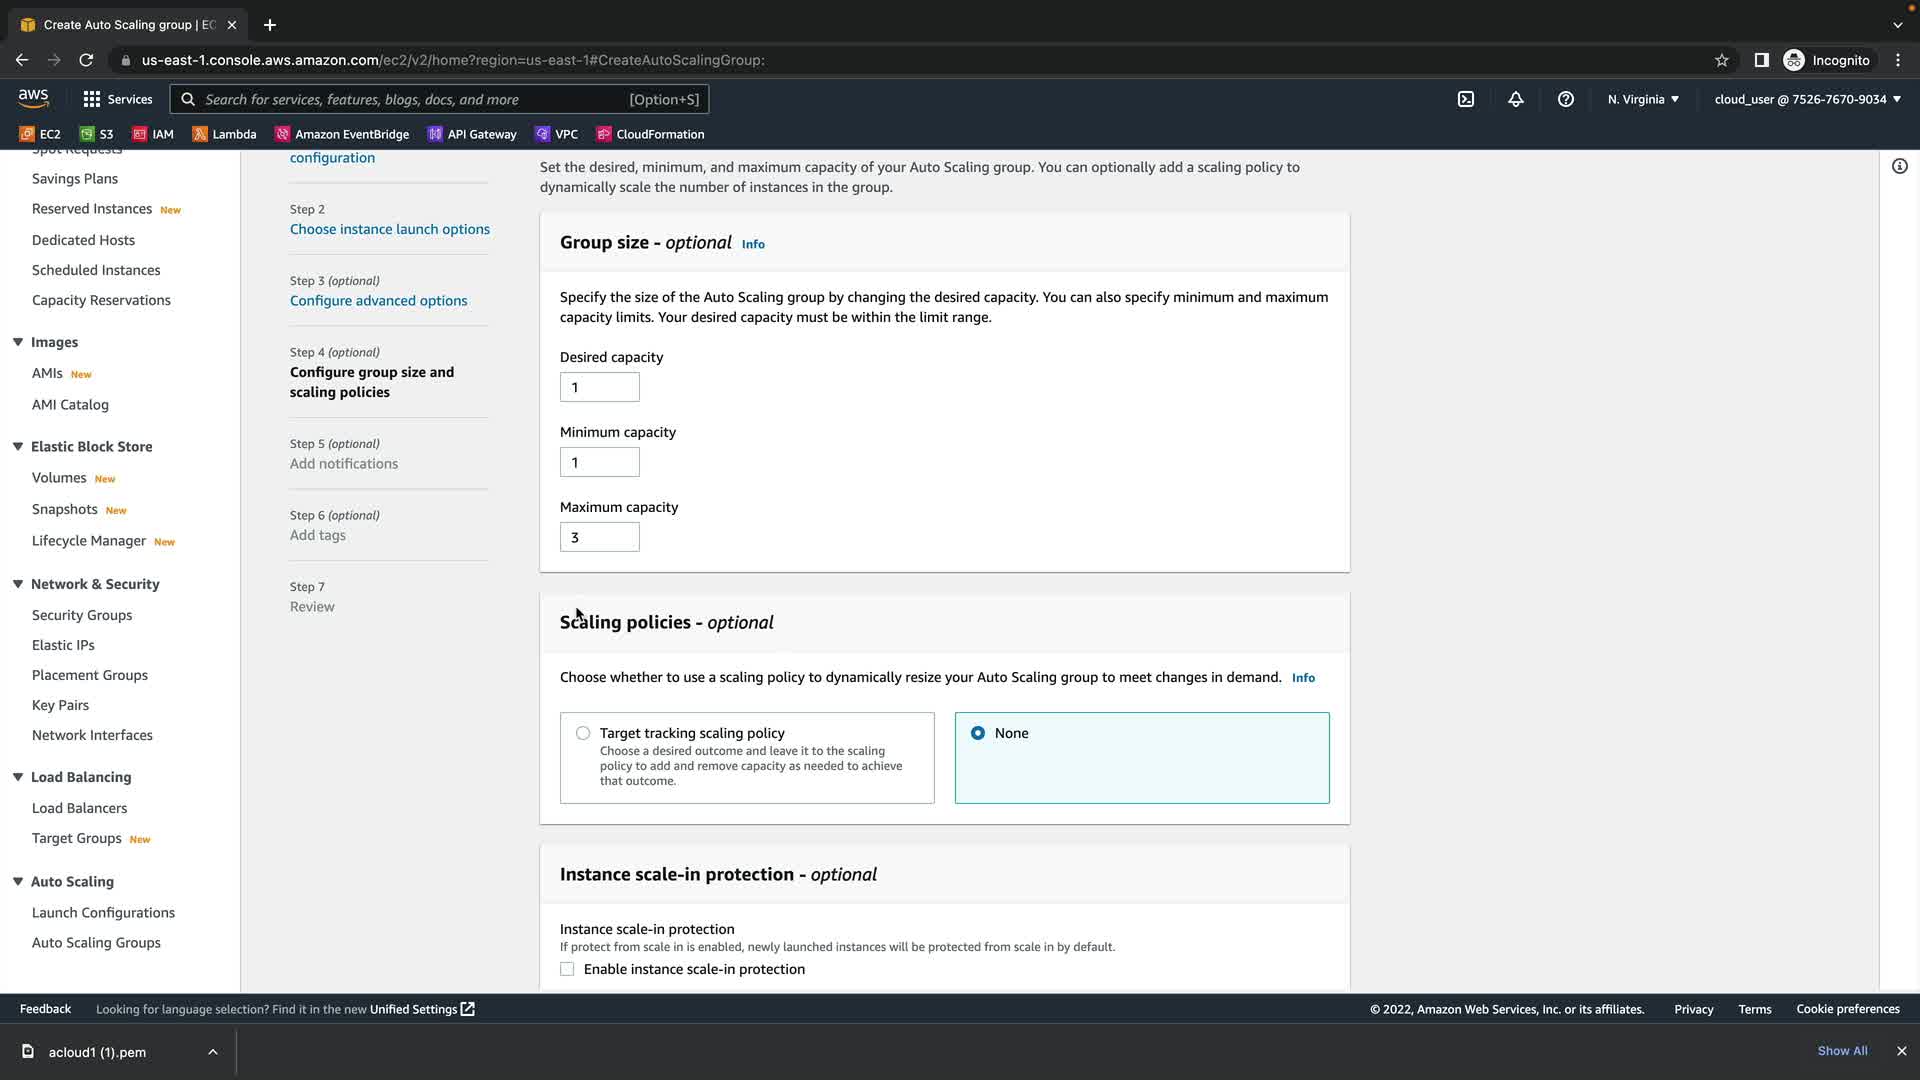 Create Auto Scaling group | EC
us-east-1.console.aws.amazon.com/ec2/v2/home?region=us-east-1#CreateAutoScalingGroup:
Incognito
aws
Services
Search for services, features, blogs, docs, and more
[Option+S]
N. Virginia
cloud_user @ 7526-7670-9034
EC2
S3
IAM
Lambda
Amazon EventBridge
API Gateway
VPC
CloudFormation
Spot Requests
Savings Plans
Reserved Instances New
Dedicated Hosts
Scheduled Instances
Capacity Reservations
Images
AMIs New
AMI Catalog
Elastic Block Store
Volumes New
Snapshots New
Lifecycle Manager New
Network & Security
Security Groups
Elastic IPs
Placement Groups
Key Pairs
Network Interfaces
Load Balancing
Load Balancers
Target Groups New
Auto Scaling
Launch Configurations
Auto Scaling Groups
configuration
Step 2
Choose instance launch options
Step 3 (optional)
Configure advanced options
Step 4 (optional)
Configure group size and
scaling policies
Step 5 (optional)
Add notifications
Step 6 (optional)
Add tags
Step 7
Review
Set the desired, minimum, and maximum capacity of your Auto Scaling group. You can optionally add a scaling policy to
dynamically scale the number of instances in the group.
Group size - optional Info
Specify the size of the Auto Scaling group by changing the desired capacity. You can also specify minimum and maximum
capacity limits. Your desired capacity must be within the limit range.
Desired capacity
1
Minimum capacity
1
Maximum capacity
3
Scaling policies - optional
Choose whether to use a scaling policy to dynamically resize your Auto Scaling group to meet changes in demand. Info
Target tracking scaling policy
Choose a desired outcome and leave it to the scaling
policy to add and remove capacity as needed to achieve
that outcome.
None
Instance scale-in protection - optional
Instance scale-in protection
If protect from scale in is enabled, newly launched instances will be protected from scale in by default.
Enable instance scale-in protection
Feedback
Looking for language selection? Find it in the new Unified Settings
© 2022, Amazon Web Services, Inc. or its affiliates.
Privacy
Terms
Cookie preferences
acloud1 (1).pem
Show All